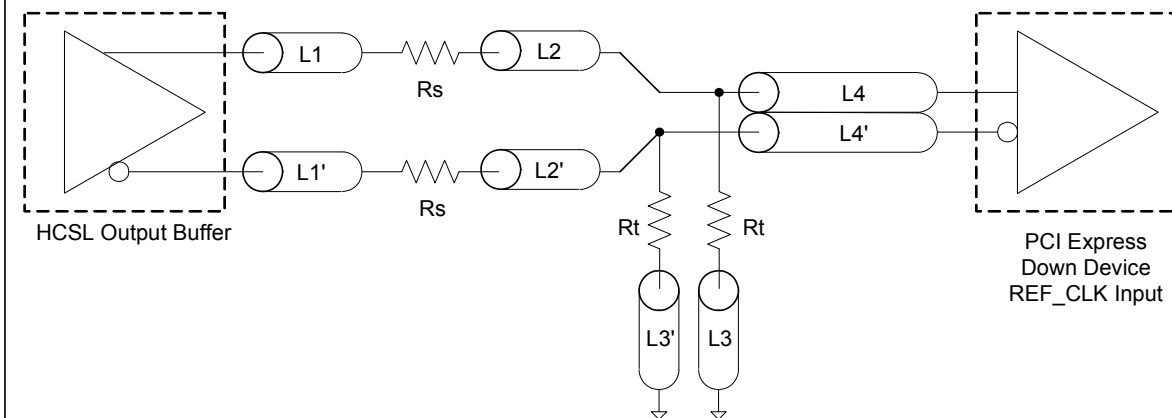 L1
Rs
L2
L4
L4'
L1'
Rs
L2'
HCSL Output Buffer
Rt
Rt
L3'
L3
PCI Express
Down Device
REF_CLK Input